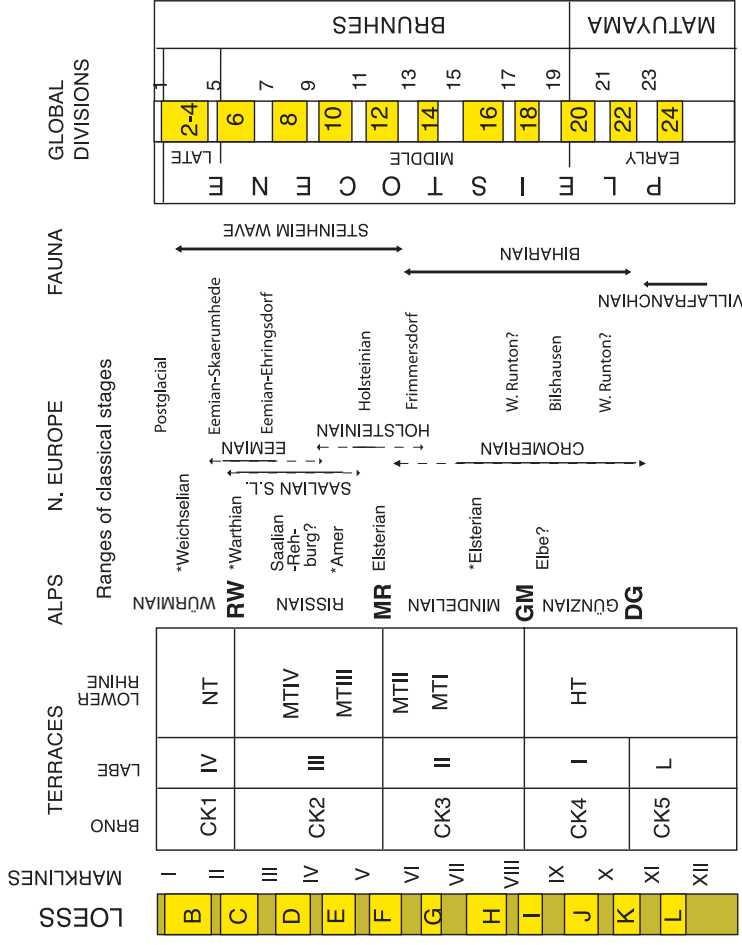 GLOBAL
DIVISIONS
BRUNHES
MATUYAMA
1
5
7
9
11
13
15
17
19
21
23
2-4
6
8
10
12
14
16
18
20
22
24
LATE
MIDDLE
EARLY
PLEISTOCENE
FAUNA
STEINHEIM WAVE
BIHARIAN
VILLAFRANCHIAN
N. EUROPE
Ranges of classical stages
Postglacial
Eemian-Skaerumhede
Eemian-Ehringsdorf
Holsteinian
Frimmersdorf
W. Runton?
Bilshausen
W. Runton?
EEMIAN
HOLSTEINIAN
SAALIAN S.L.
CROMERIAN
*Weichselian
*Warthian
Saalian
-Reh-
burg?
*Amer
Elsterian
*Elsterian
Elbe?
ALPS
WÜRMIAN
RW
RISSIAN
MR
MINDELIAN
GM
GÜNZIAN
DG
TERRACES
LOWER
RHINE
NT
MTIV
MTIII
MTII
MTI
HT
LABE
IV
III
II
I
L
BRNO
CK1
CK2
CK3
CK4
CK5
MARKLINES
I
II
III
IV
V
VI
VII
VIII
IX
X
XI
XII
LOESS
B
C
D
E
F
G
H
I
J
K
L